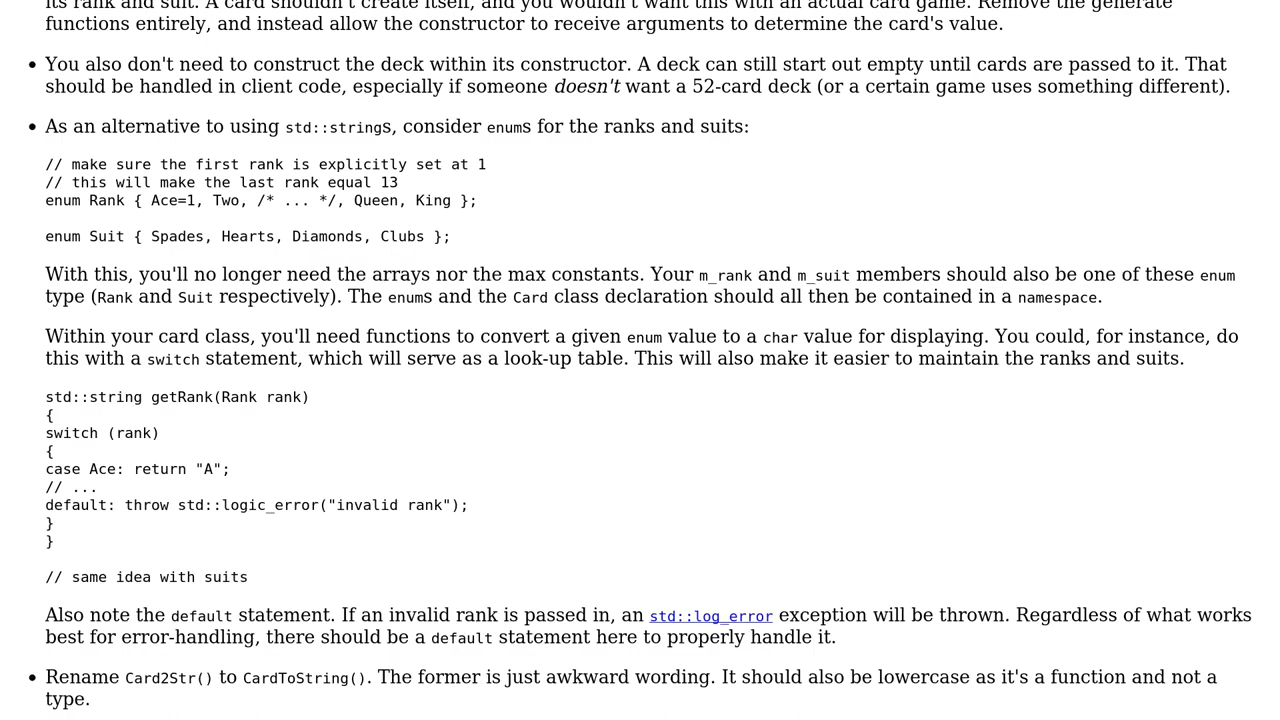 its rank and suit. A card shouldn't create itself, and you wouldn't want this with an actual card game. Remove the generate
functions entirely, and instead allow the constructor to receive arguments to determine the card's value.
• You also don't need to construct the deck within its constructor. A deck can still start out empty until cards are passed to it. That
should be handled in client code, especially if someone doesn't want a 52-card deck (or a certain game uses something different).
• As an alternative to using std::strings, consider enums for the ranks and suits:
// make sure the first rank is explicitly set at 1
// this will make the last rank equal 13
enum Rank { Ace=1, Two, /* ... */, Queen, King };
enum Suit { Spades, Hearts, Diamonds, Clubs };
With this, you'll no longer need the arrays nor the max constants. Your m_rank and m_suit members should also be one of these enum
type (Rank and Suit respectively). The enums and the Card class declaration should all then be contained in a namespace.
Within your card class, you'll need functions to convert a given enum value to a char value for displaying. You could, for instance, do
this with a switch statement, which will serve as a look-up table. This will also make it easier to maintain the ranks and suits.
std::string getRank(Rank rank)
{
switch (rank)
{
case Ace: return "A";
// ...
default: throw std::logic_error("invalid rank");
}
}
// same idea with suits
Also note the default statement. If an invalid rank is passed in, an std::log_error exception will be thrown. Regardless of what works
best for error-handling, there should be a default statement here to properly handle it.
• Rename Card2Str() to CardToString(). The former is just awkward wording. It should also be lowercase as it's a function and not a
type.